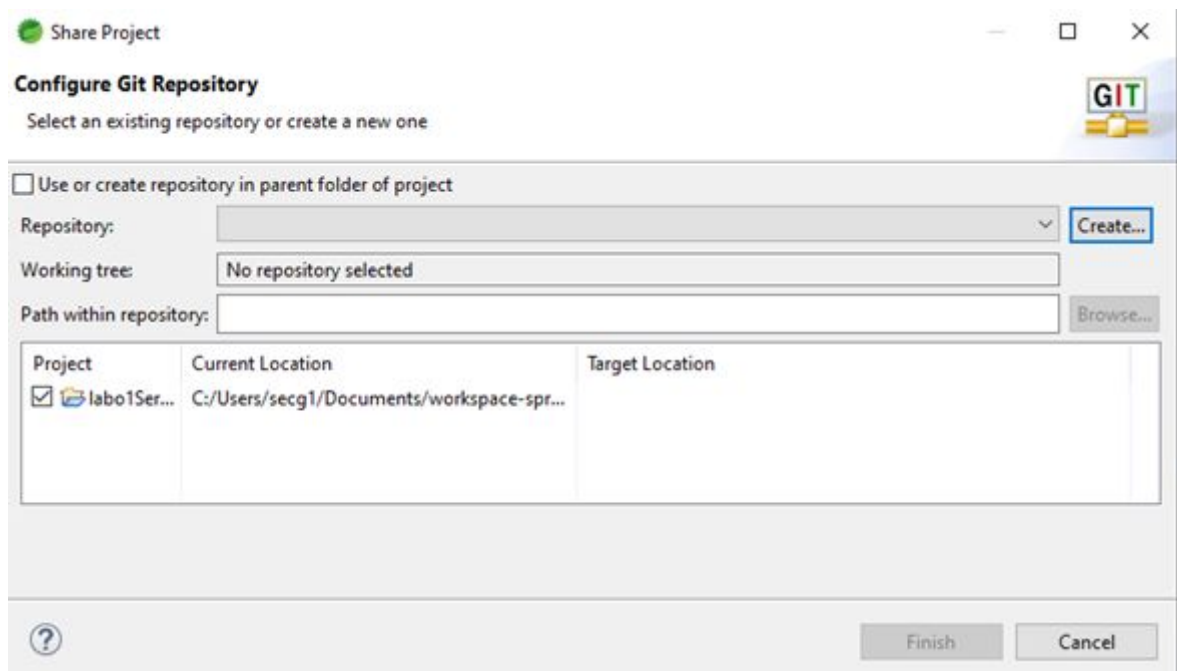 Share Project
Configure Git Repository
Select an existing repository or create a new one
GIT
Use or create repository in parent folder of project
Repository:
Create...
Working tree:
No repository selected
Path within repository:
Browse...
Project Current Location Target Location
labo1Ser... C:/Users/secg1/Documents/workspace-spr...
?
Finish Cancel